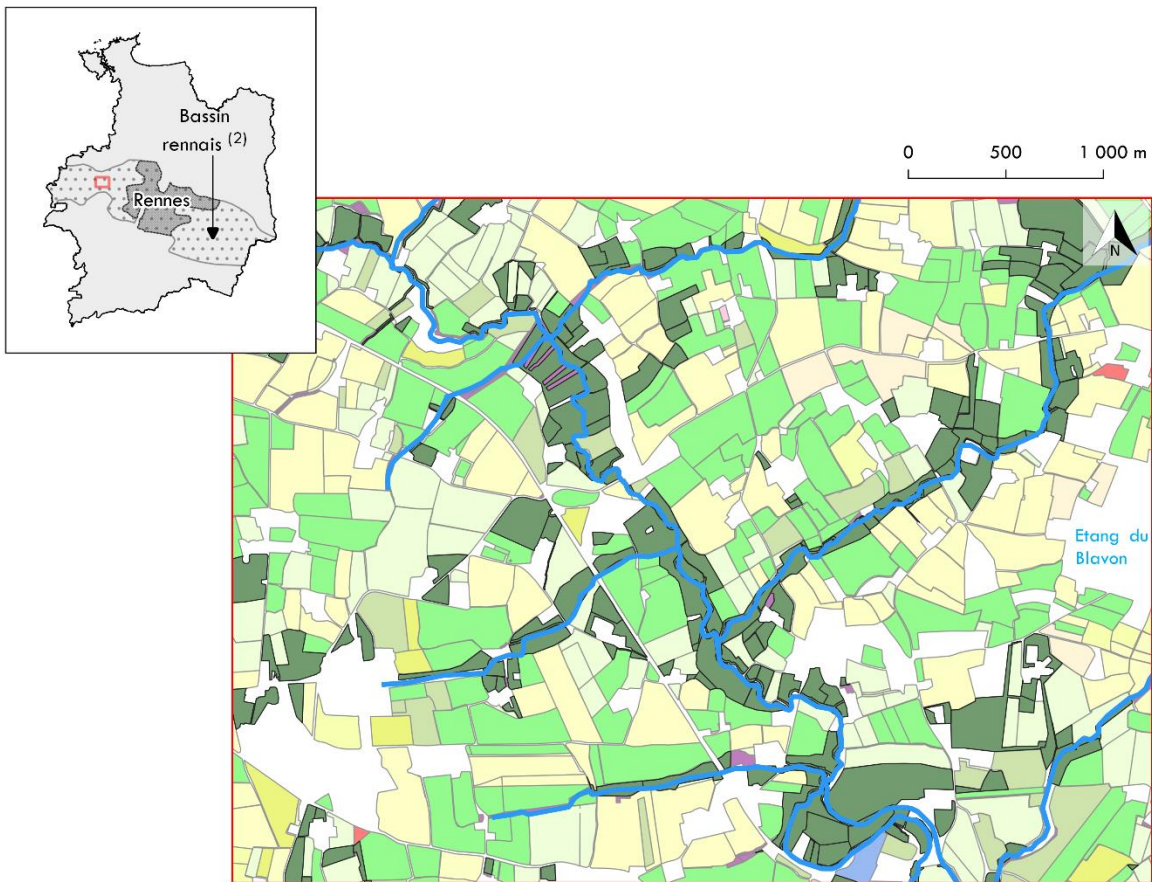 Bassin
rennais (2)
Rennes
0 500 1 000 m
N
Etang du
Blavon